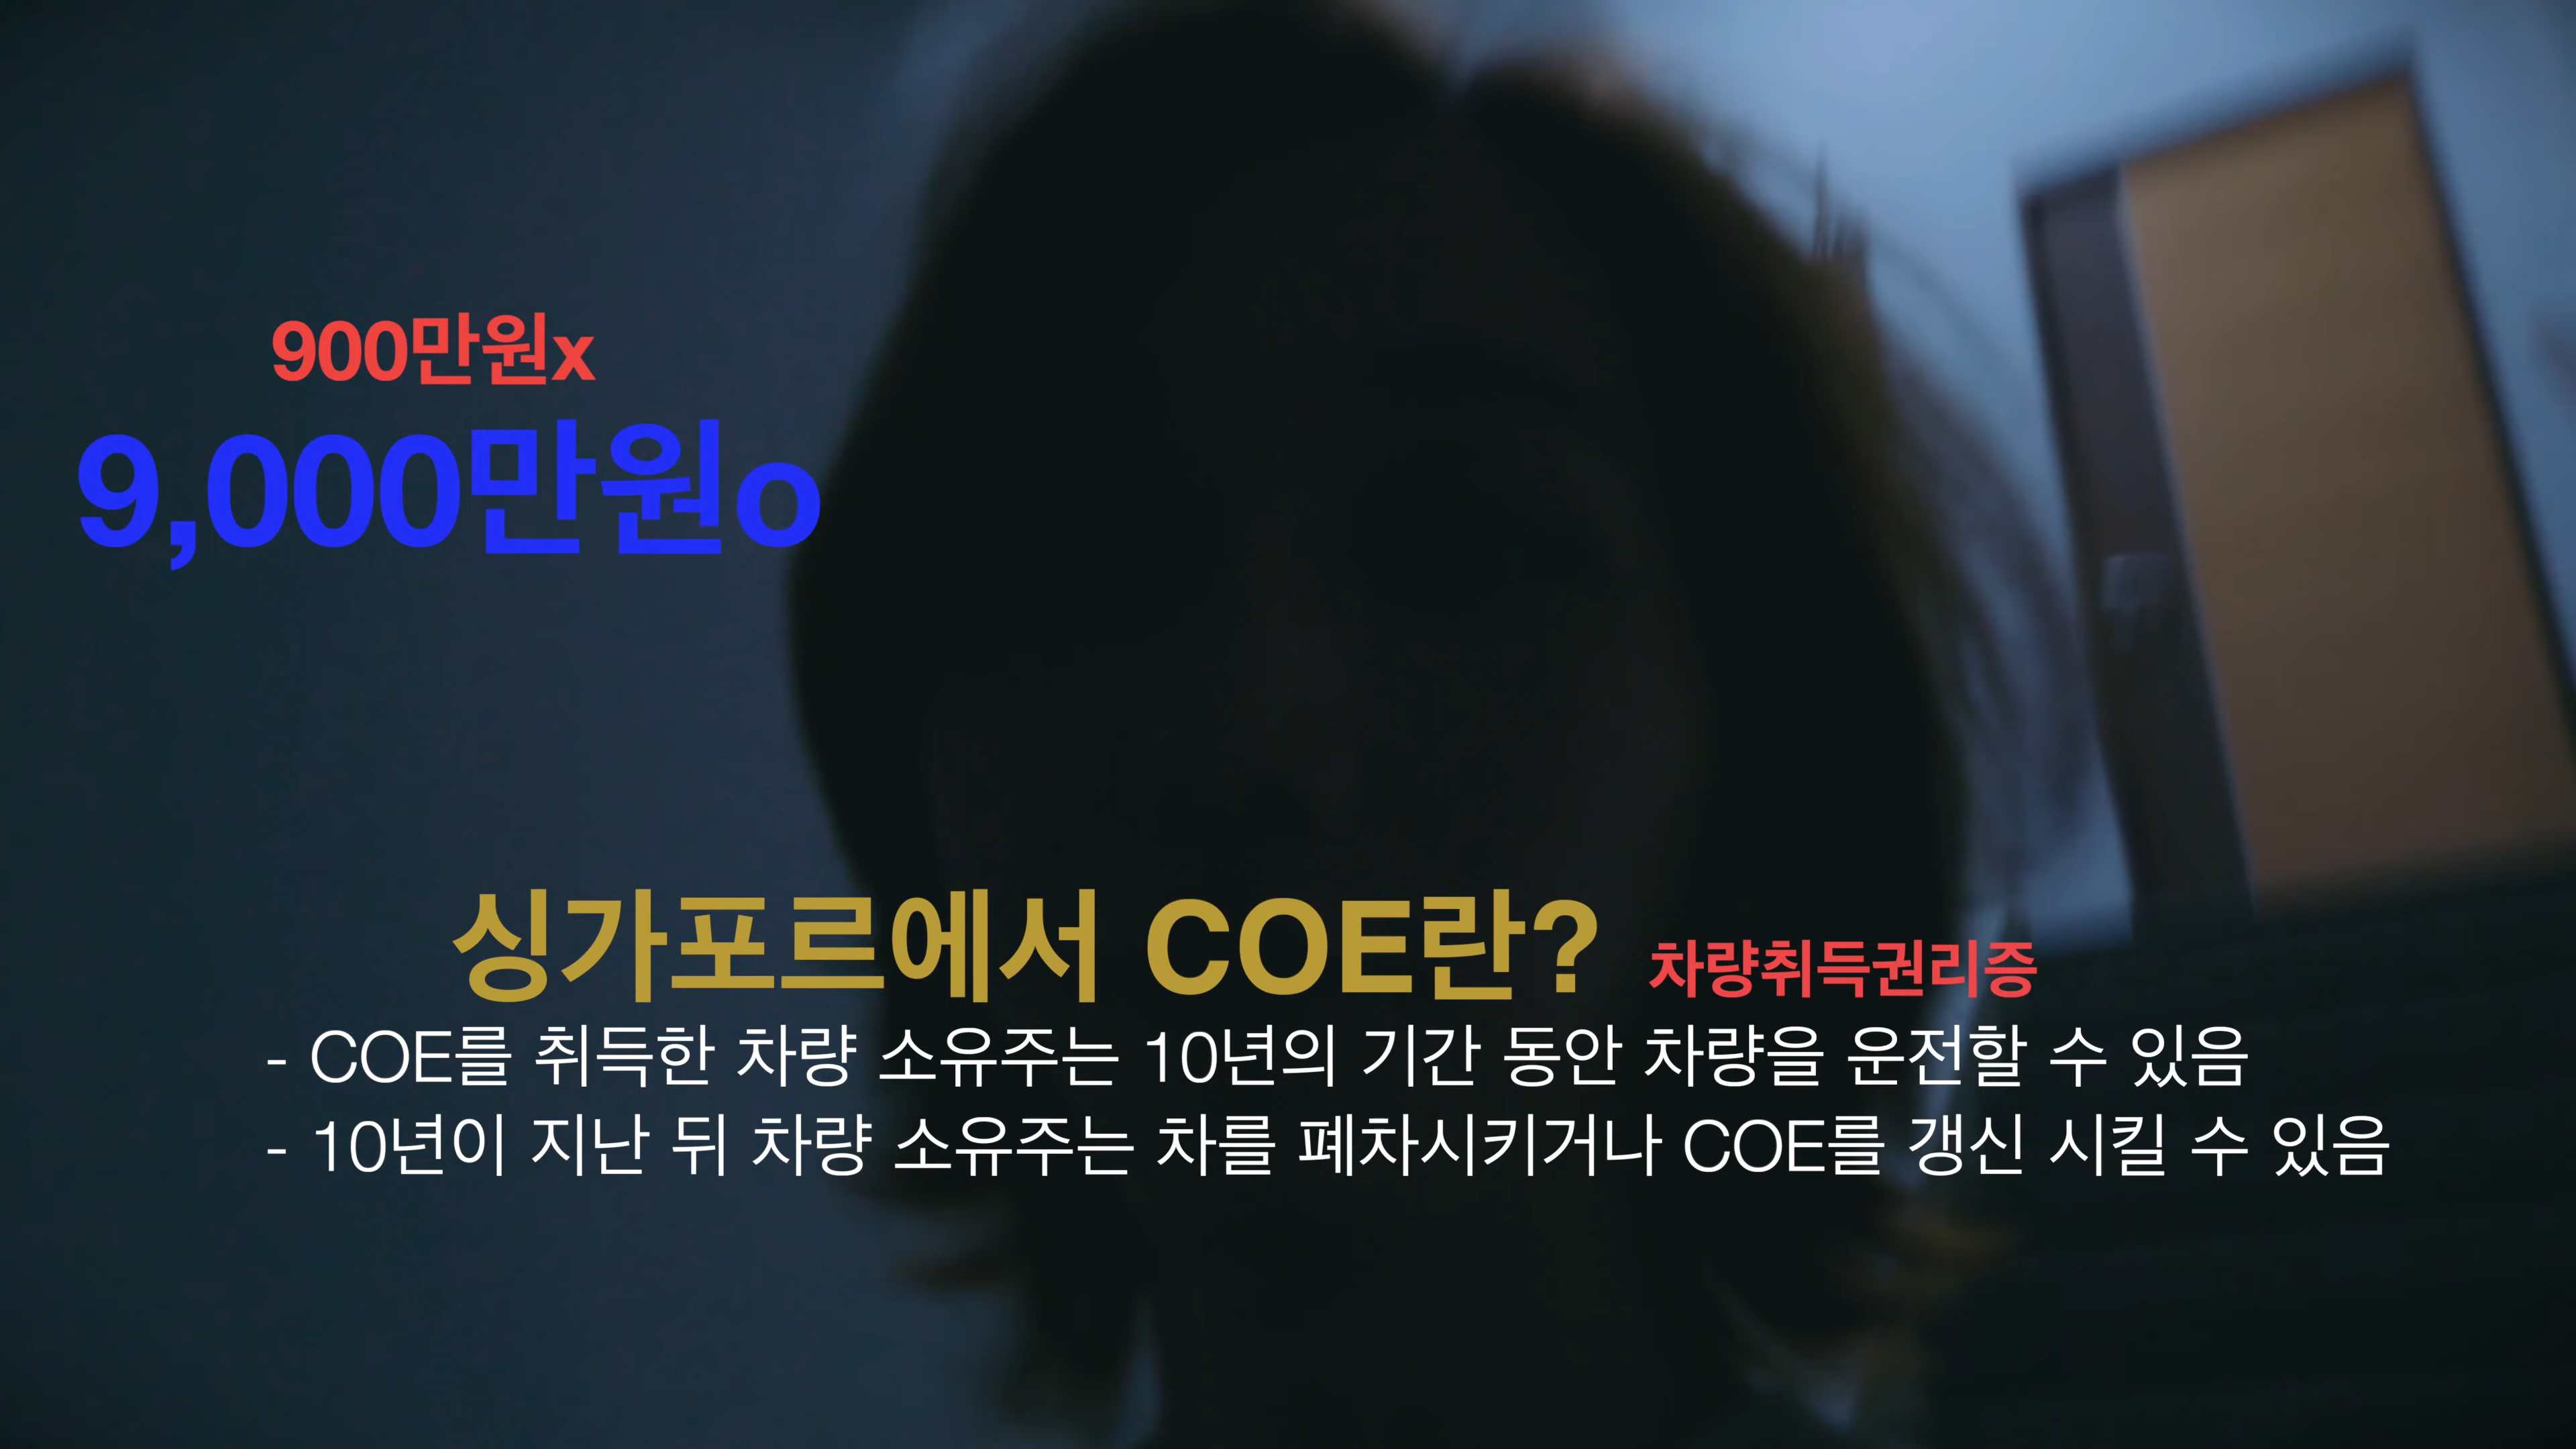 900만원x
9,000만원o
싱가포르에서 COE란? 차량취득권리증
- COE를 취득한 차량 소유주는 10년의 기간 동안 차량을 운전할 수 있음
- 10년이 지난 뒤 차량 소유주는 차를 폐차시키거나 COE를 갱신 시킬 수 있음